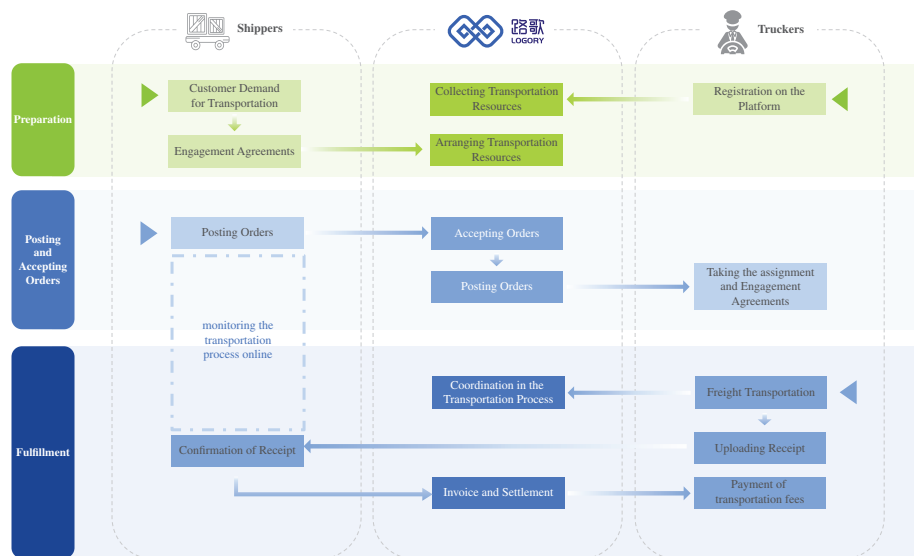 Shippers
路歌
LOGORY
Truckers
Preparation
Customer Demand
for Transportation
Collecting Transportation
Resources
Registration on the
Platform
Engagement Agreements
Arranging Transportation
Resources
Posting
and
Accepting
Orders
Posting Orders
Accepting Orders
Posting Orders
Taking the assignment
and Engagement
Agreements
monitoring the
transportation
process online
Fulfillment
Coordination in the
Transportation Process
Freight Transportation
Confirmation of Receipt
Uploading Receipt
Invoice and Settlement
Payment of
transportation fees